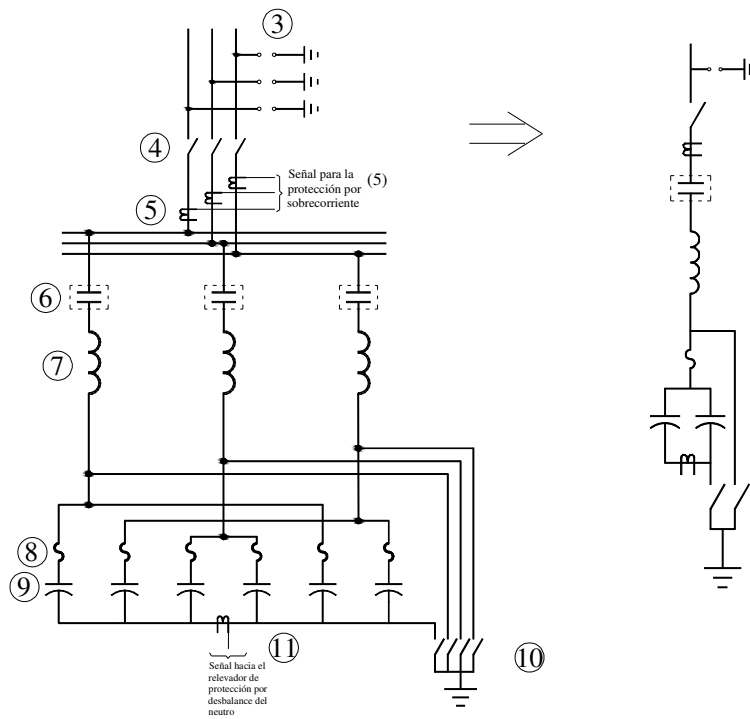 3
4
Señal para la
protección por
sobrecorriente
(5)
5
6
7
8
9
11
10
Señal hacia el
relevador de
protección por
desbalance del
neutro